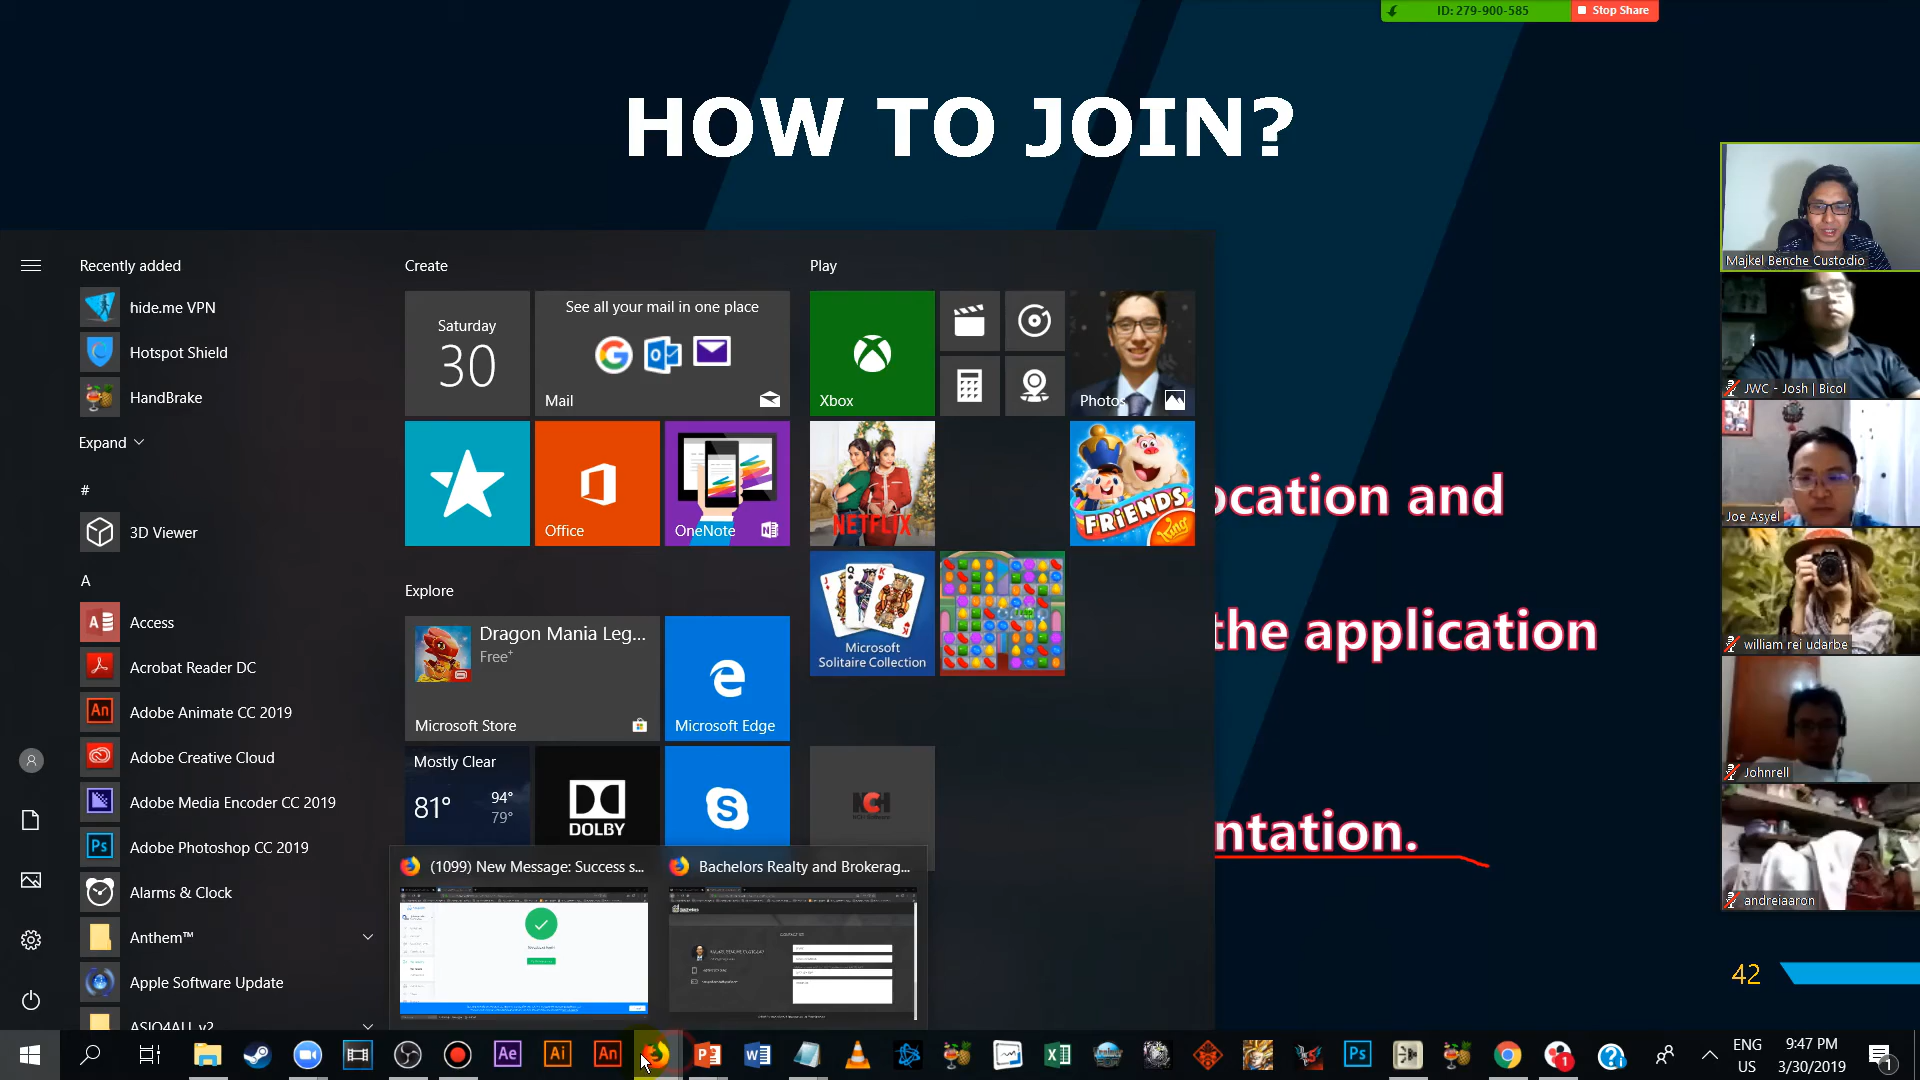 ID: 279-900-585
Stop Share
HOW TO JOIN?
Majkel Benche Custodio
JWC - Josh | Bicol
Joe Asyel
william rei udarbe
Johnrell
andreiaaron
ocation and
the application
ntation.
42
Recently added
hide.me VPN
Hotspot Shield
HandBrake
Expand
#
3D Viewer
A
Access
Acrobat Reader DC
Adobe Animate CC 2019
Adobe Creative Cloud
Adobe Media Encoder CC 2019
Adobe Photoshop CC 2019
Alarms & Clock
Anthem™
Apple Software Update
ASIO4ALL v2
Create
Saturday
30
See all your mail in one place
Mail
Office
OneNote
Explore
Dragon Mania Leg...
Free+
Microsoft Store
Microsoft Edge
Mostly Clear
81°
94°
79°
DOLBY
Play
Xbox
Photos
NETFLIX
FRiENDS
King
Microsoft
Solitaire Collection
NCH Software
(1099) New Message: Success s...
Bachelors Realty and Brokerag...
CONTACT US
ENG
US
9:47 PM
3/30/2019
1